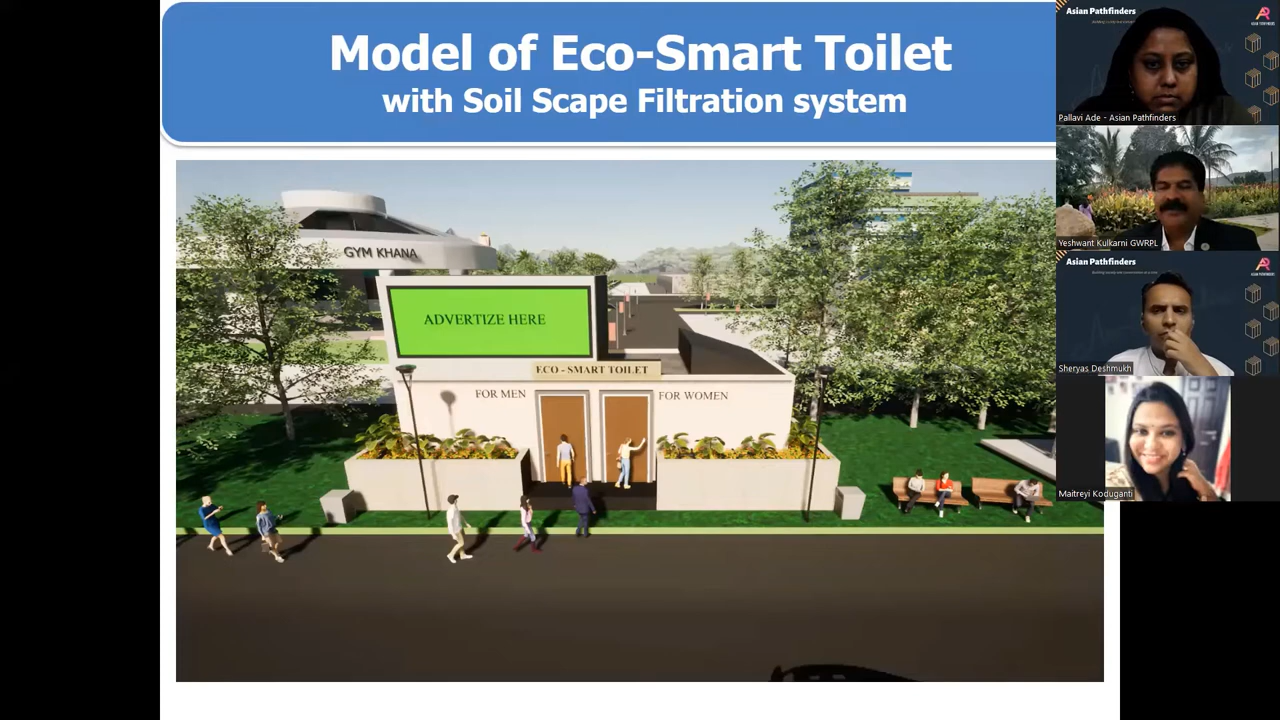 Model of Eco-Smart Toilet
with Soil Scape Filtration system
GYM KHANA
ADVERTIZE HERE
ECO - SMART TOILET
FOR MEN
FOR WOMEN
Asian Pathfinders
Pallavi Ade - Asian Pathfinders
Yeshwant Kulkarni GWRPL
Asian Pathfinders
Sheryas Deshmukh
Maitreyi Koduganti